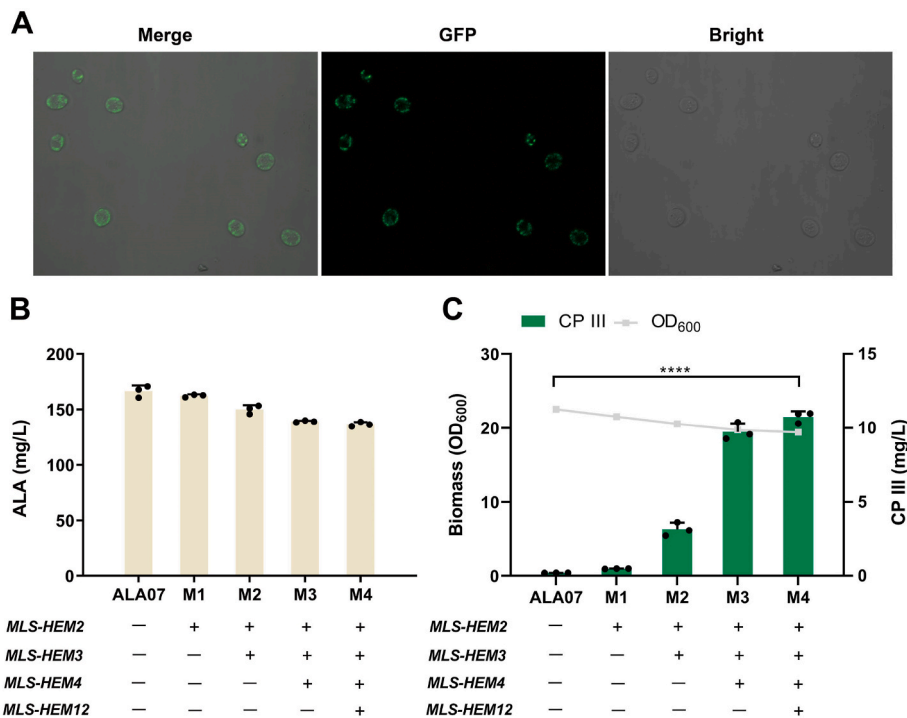 A
Merge GFP Bright
B
200
150
100
50
0
ALA (mg/L)
ALA07 M1 M2 M3 M4
MLS-HEM2 — + + + +
MLS-HEM3 — — + + +
MLS-HEM4 — — — + +
MLS-HEM12 — — — — +
C
CP III OD600
****
30
20
10
0
Biomass (OD600)
15
10
5
0
CP III (mg/L)
ALA07 M1 M2 M3 M4
MLS-HEM2 — + + + +
MLS-HEM3 — — + + +
MLS-HEM4 — — — + +
MLS-HEM12 — — — — +